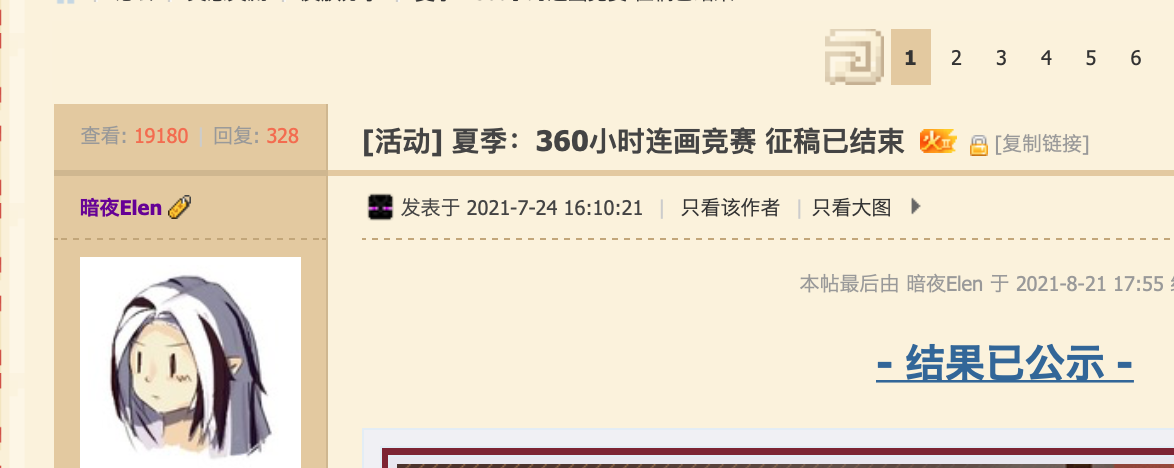 1 2 3 4 5 6
查看: 19180 | 回复: 328
[活动] 夏季：360小时连画竞赛 征稿已结束 火 [复制链接]
暗夜Elen
发表于 2021-7-24 16:10:21 | 只看该作者 | 只看大图
本帖最后由 暗夜Elen 于 2021-8-21 17:55
- 结果已公示 -